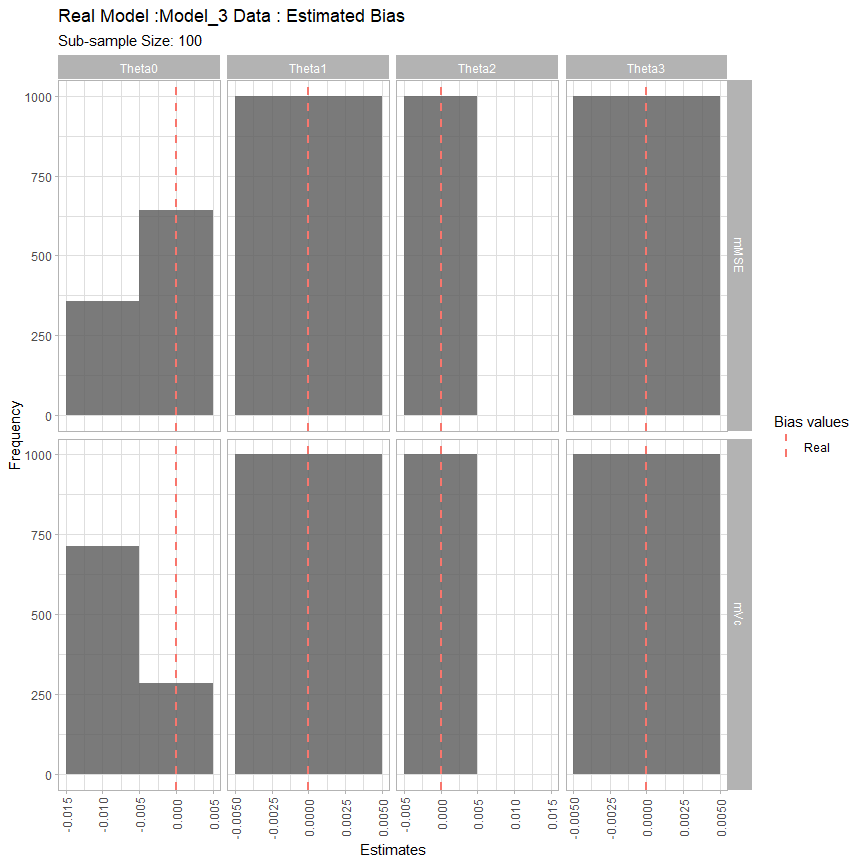 Real Model :Model_3 Data : Estimated Bias
Sub-sample Size: 100
Theta0 Theta1 Theta2 Theta3
1000
750
500
250
0
mMSE
Frequency
1000
750
500
250
0
mVc
Bias values
Real
-0.015 -0.010 -0.005 0.000 0.005 -0.0050 -0.0025 0.0000 0.0025 0.0050 -0.005 0.000 0.005 0.010 0.015 -0.0050 -0.0025 0.0000 0.0025 0.0050
Estimates